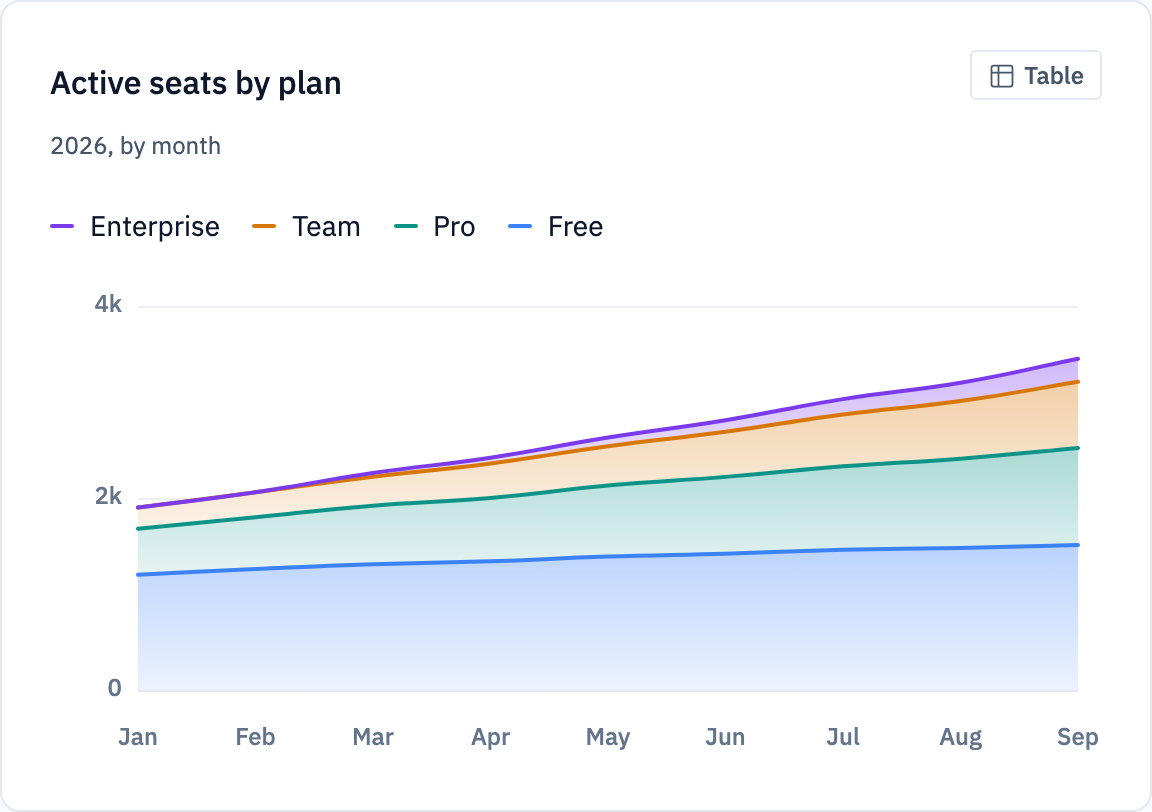 Active seats by plan
Table
2026, by month
Enterprise Team Pro Free
4k
2k
0
Jan Feb Mar Apr May Jun Jul Aug Sep